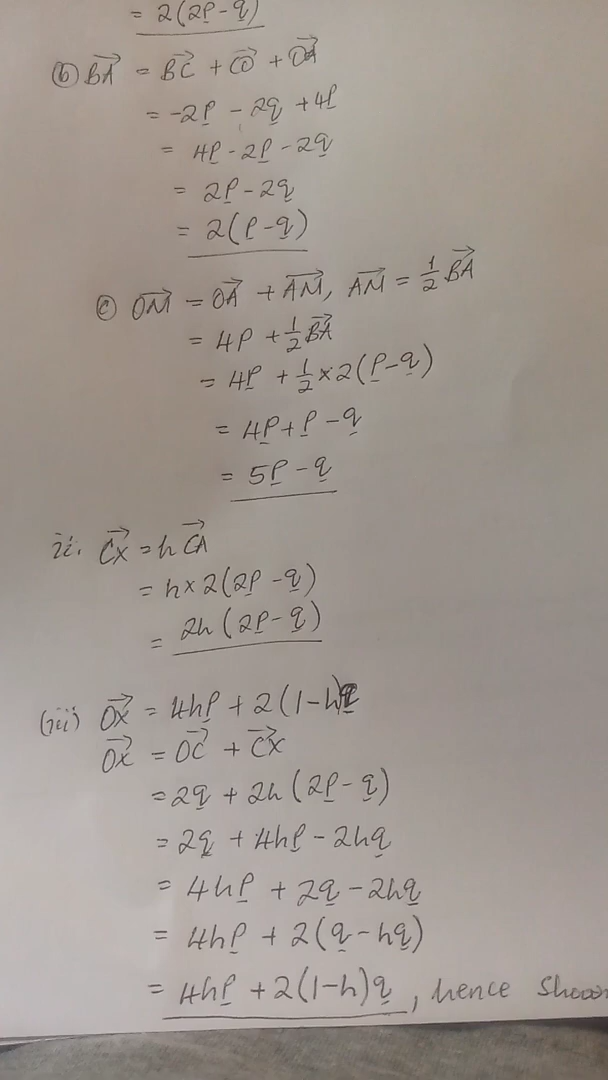 = 2(2p̲ - q̲)
(b) BA⃗ = BC⃗ + CO⃗ + OA⃗
= -2p̲ - 2q̲ + 4p̲
= 4p̲ - 2p̲ - 2q̲
= 2p̲ - 2q̲
= 2(p̲ - q̲)
(c) OM⃗ = OA⃗ + AM⃗, AM⃗ = ½ BA⃗
= 4p + ½BA⃗
= 4p̲ + ½ × 2(p̲ - q̲)
= 4p̲ + p̲ - q̲
= 5p̲ - q̲
ii. CX⃗ = h CA⃗
= h × 2(2p̲ - q̲)
= 2h(2p̲ - q̲)
(iii) OX⃗ = 4hp̲ + 2(1-h)q̲
OX⃗ = OC⃗ + CX⃗
= 2q̲ + 2h(2p̲ - q̲)
= 2q̲ + 4hp̲ - 2hq̲
= 4hp̲ + 2q̲ - 2hq̲
= 4hp̲ + 2(q̲ - hq̲)
= 4hp̲ + 2(1-h)q̲, hence Shown